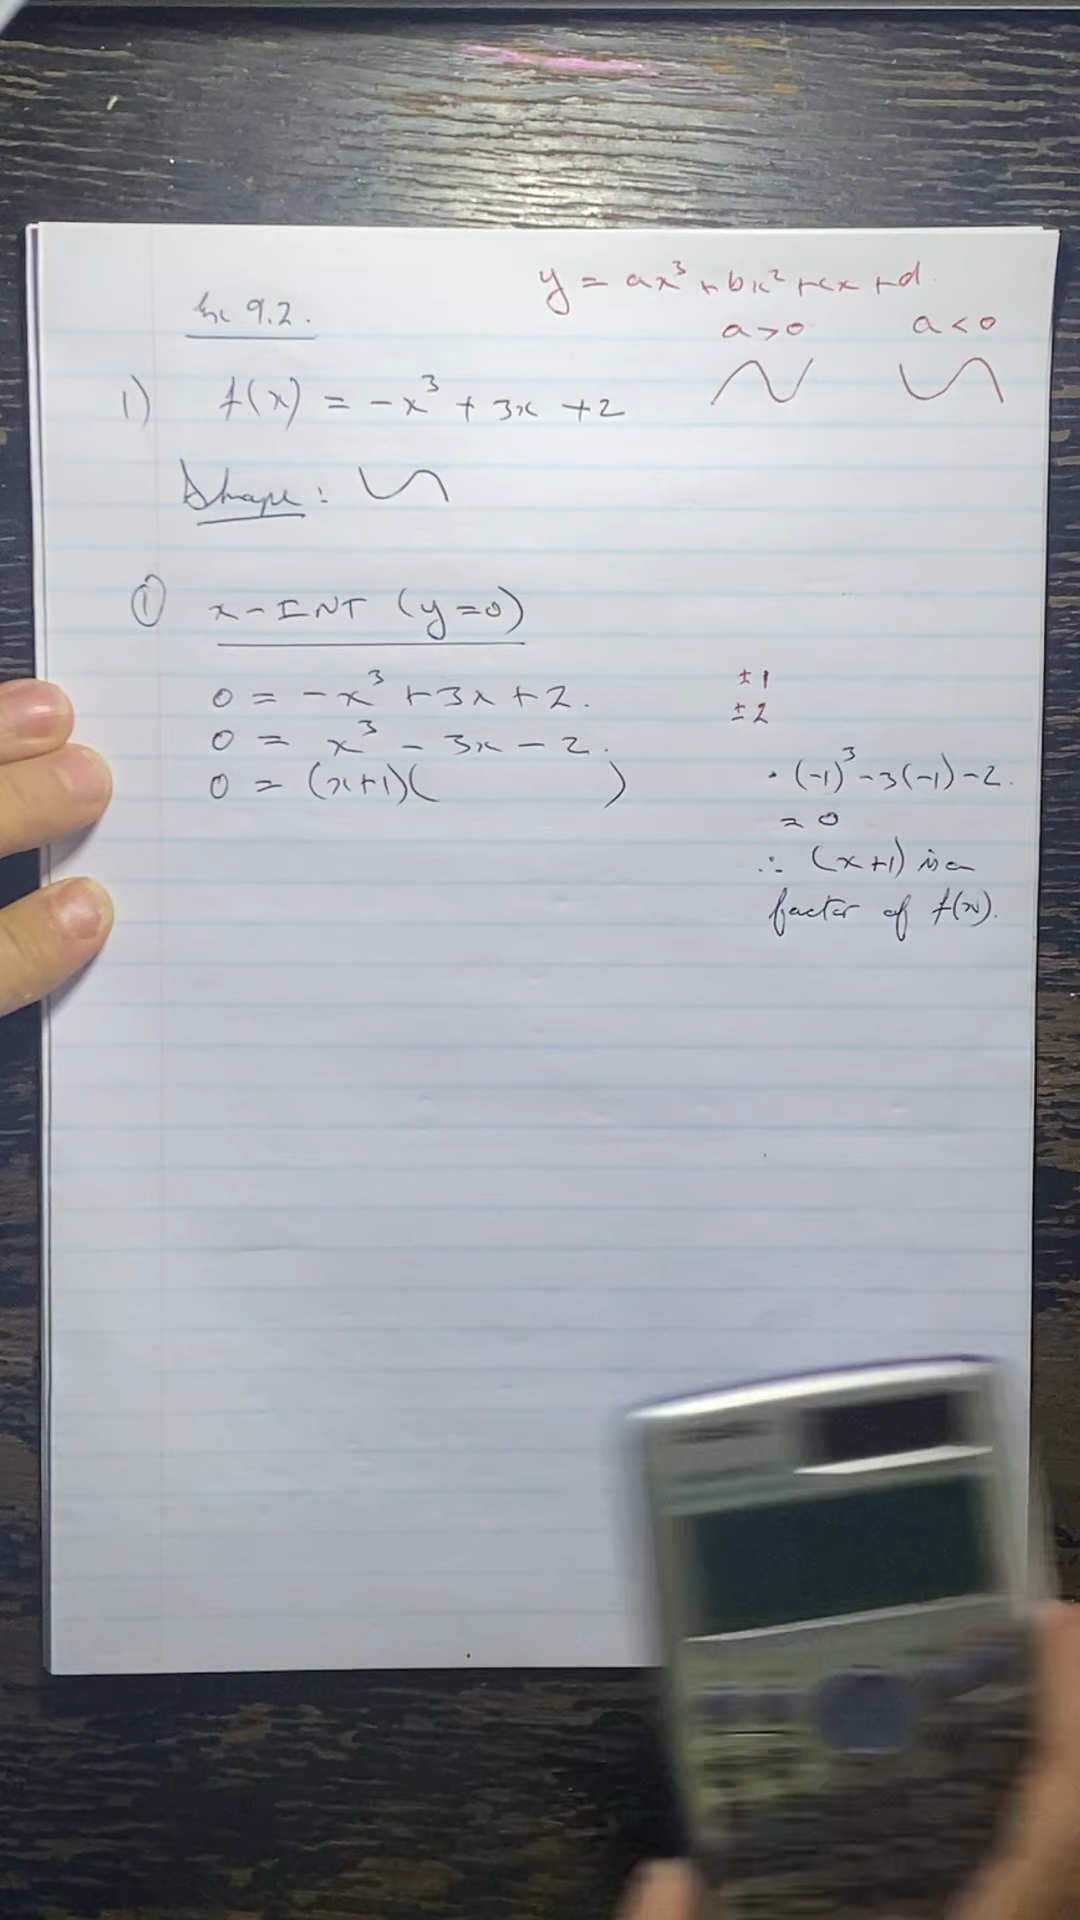 y = ax³ + bx² + cx + d
Ex 9.2.
a > 0
a < 0
1) f(x) = -x³ + 3x + 2
Shape:
① x-INT (y=0)
0 = -x³ + 3x + 2.
0 = x³ - 3x - 2.
0 = (x+1)( )
± 1
± 2
· (-1)³ - 3(-1) - 2.
= 0
∴ (x+1) is a
factor of f(x).